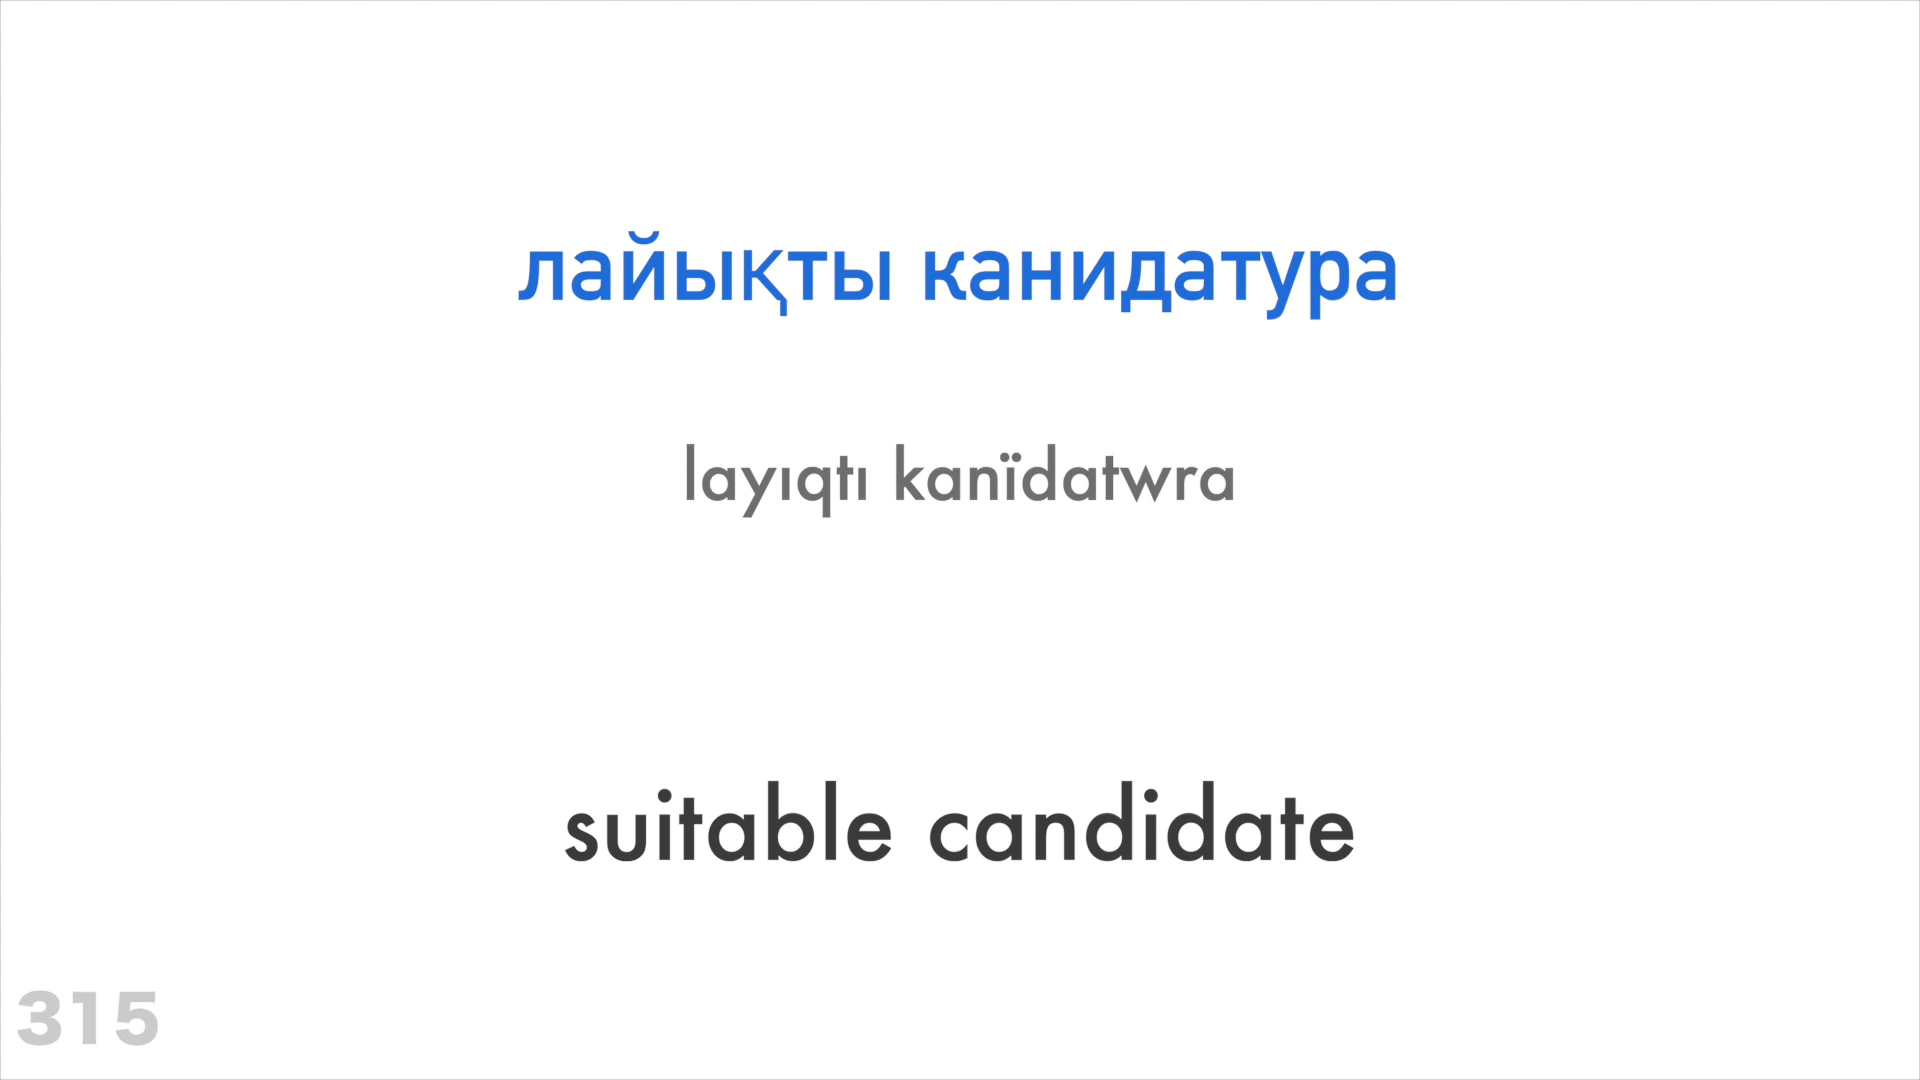 лайықты канидатура
layıqtı kanïdatwra
suitable candidate
315